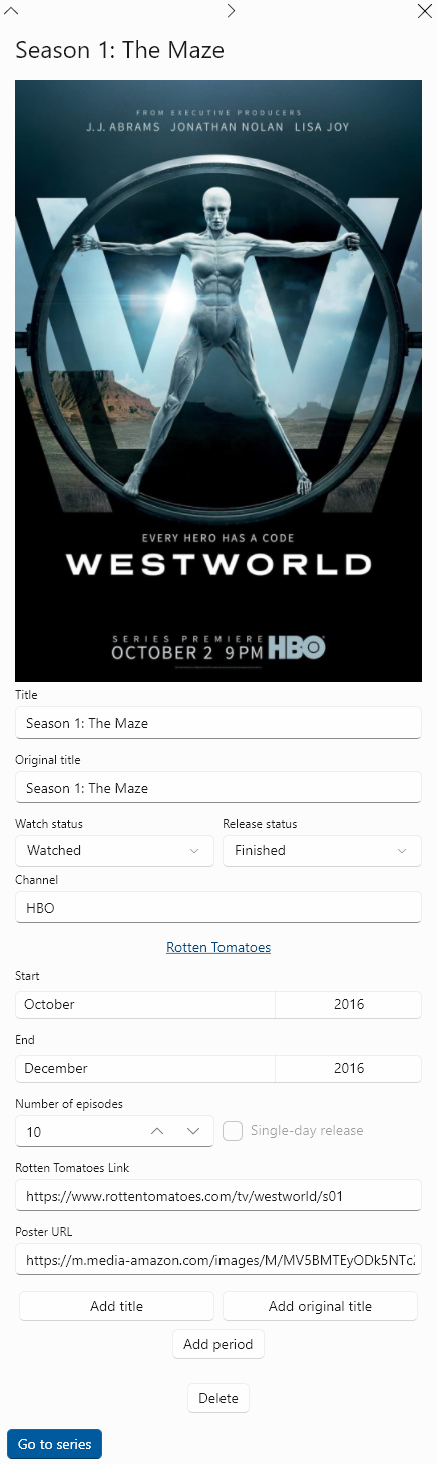 Season 1: The Maze
FROM EXECUTIVE PRODUCERS
J.J. ABRAMS JONATHAN NOLAN LISA JOY
EVERY HERO HAS A CODE
WESTWORLD
SERIES PREMIERE
OCTOBER 2 9PM HBO
Title
Season 1: The Maze
Original title
Season 1: The Maze
Watch status Release status
Watched Finished
Channel
HBO
Rotten Tomatoes
Start
October 2016
End
December 2016
Number of episodes
10 Single-day release
Rotten Tomatoes Link
https://www.rottentomatoes.com/tv/westworld/s01
Poster URL
https://m.media-amazon.com/images/M/MV5BMTEyODk5NTc
Add title Add original title
Add period
Delete
Go to series